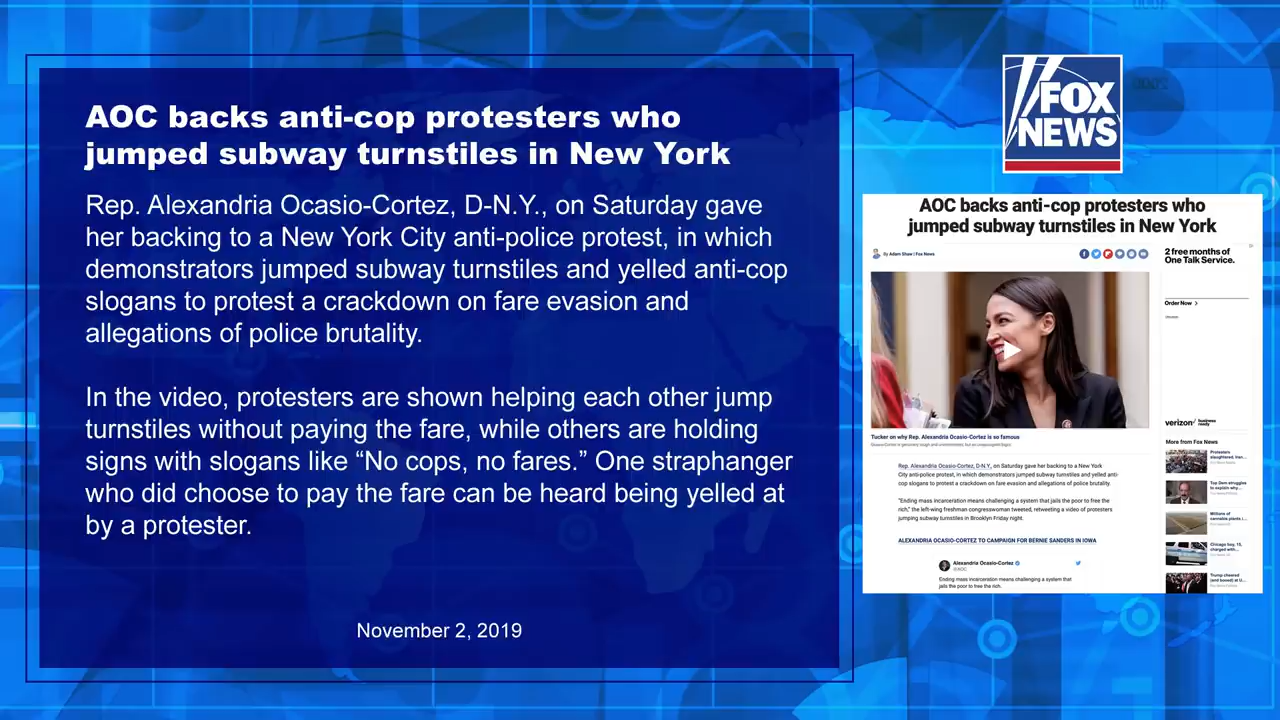 AOC backs anti-cop protesters who
jumped subway turnstiles in New York
Rep. Alexandria Ocasio-Cortez, D-N.Y., on Saturday gave
her backing to a New York City anti-police protest, in which
demonstrators jumped subway turnstiles and yelled anti-cop
slogans to protest a crackdown on fare evasion and
allegations of police brutality.
In the video, protesters are shown helping each other jump
turnstiles without paying the fare, while others are holding
signs with slogans like “No cops, no fares.” One straphanger
who did choose to pay the fare can be heard being yelled at
by a protester.
November 2, 2019
FOX
NEWS
AOC backs anti-cop protesters who
jumped subway turnstiles in New York
By Adam Shaw | Fox News
2 free months of
One Talk Service.
Order Now
verizon✓ business
ready
Tucker on why Rep. Alexandria Ocasio-Cortez is so famous
More from Fox News
Protesters
slaughtered, Iran...
Top Dem struggles
to explain why...
Millions of
cannabis plants i...
Chicago boy, 15,
charged with...
Trump cheered
(and booed) at U...
Rep. Alexandria Ocasio-Cortez, D-N.Y., on Saturday gave her backing to a New York
City anti-police protest, in which demonstrators jumped subway turnstiles and yelled anti-
cop slogans to protest a crackdown on fare evasion and allegations of police brutality.
"Ending mass incarceration means challenging a system that jails the poor to free the
rich," the left-wing freshman congresswoman tweeted, retweeting a video of protesters
jumping subway turnstiles in Brooklyn Friday night.
ALEXANDRIA OCASIO-CORTEZ TO CAMPAIGN FOR BERNIE SANDERS IN IOWA
Alexandria Ocasio-Cortez
@AOC
Ending mass incarceration means challenging a system that
jails the poor to free the rich.